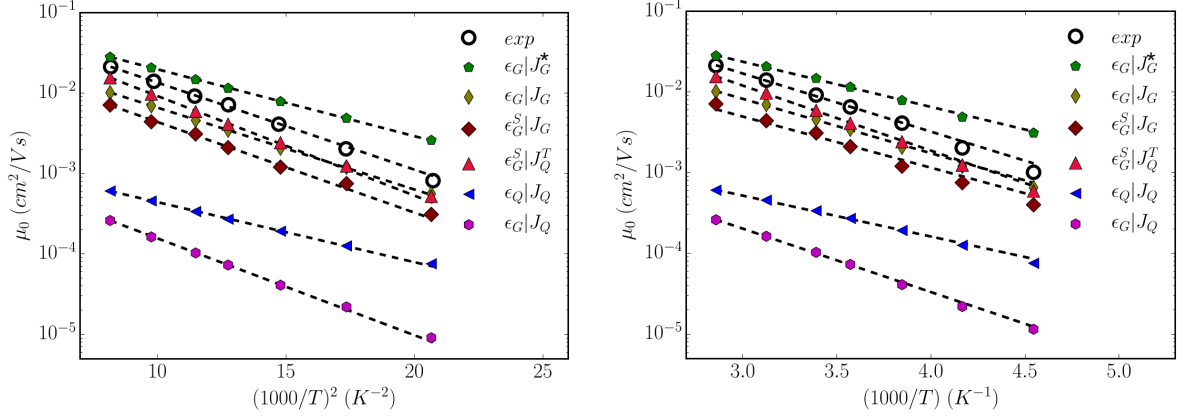 10⁻¹
10⁻²
10⁻³
10⁻⁴
10⁻⁵
μ₀ (cm²/Vs)
10 15 20 25
(1000/T)² (K⁻²)
exp
ϵ_G|J_G^★
ϵ_G|J_G
ϵ_G^S|J_G
ϵ_G^S|J_Q^T
ϵ_Q|J_Q
ϵ_G|J_Q
10⁻¹
10⁻²
10⁻³
10⁻⁴
10⁻⁵
μ₀ (cm²/Vs)
3.0 3.5 4.0 4.5 5.0
(1000/T) (K⁻¹)
exp
ϵ_G|J_G^★
ϵ_G|J_G
ϵ_G^S|J_G
ϵ_G^S|J_Q^T
ϵ_Q|J_Q
ϵ_G|J_Q